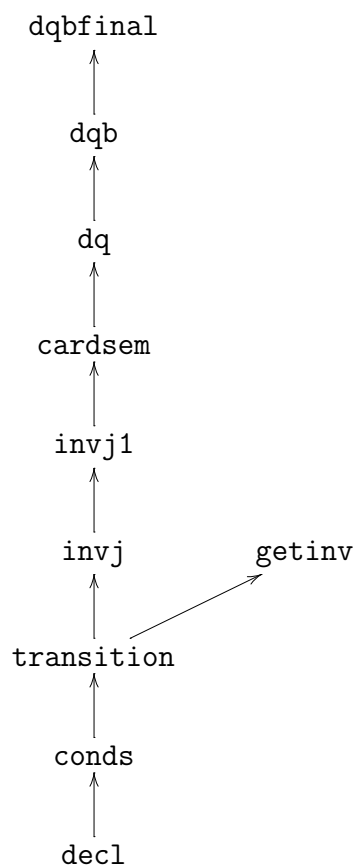 dqbfinal
dqb
dq
cardsem
invj1
invj getinv
transition
conds
decl